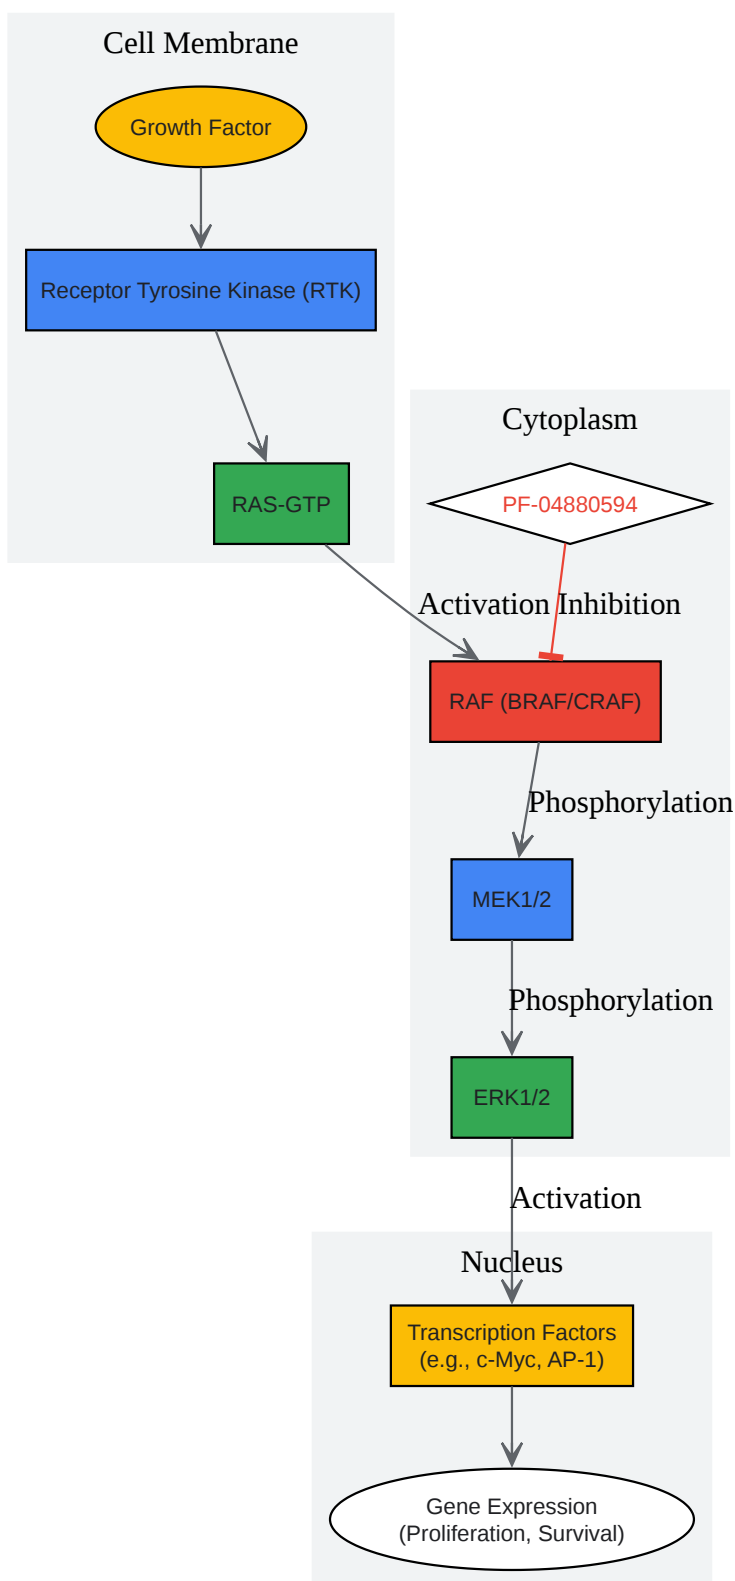 Cell Membrane
Growth Factor
Receptor Tyrosine Kinase (RTK)
RAS-GTP
Cytoplasm
PF-04880594
Activation
Inhibition
RAF (BRAF/CRAF)
Phosphorylation
MEK1/2
Phosphorylation
ERK1/2
Activation
Nucleus
Transcription Factors
(e.g., c-Myc, AP-1)
Gene Expression
(Proliferation, Survival)